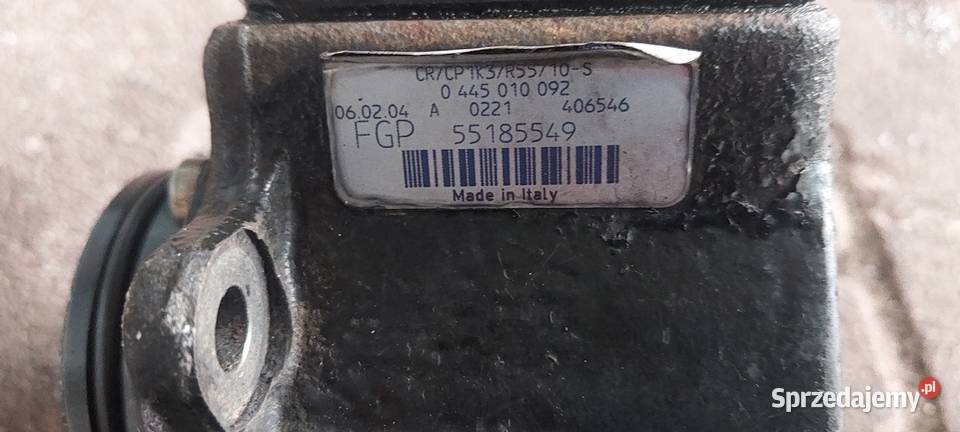 CR/CP1K3/R55/10-S
0 445 010 092
06.02.04 A 0221 406546
FGP 55185549
Made in Italy
Sprzedajemy.pl